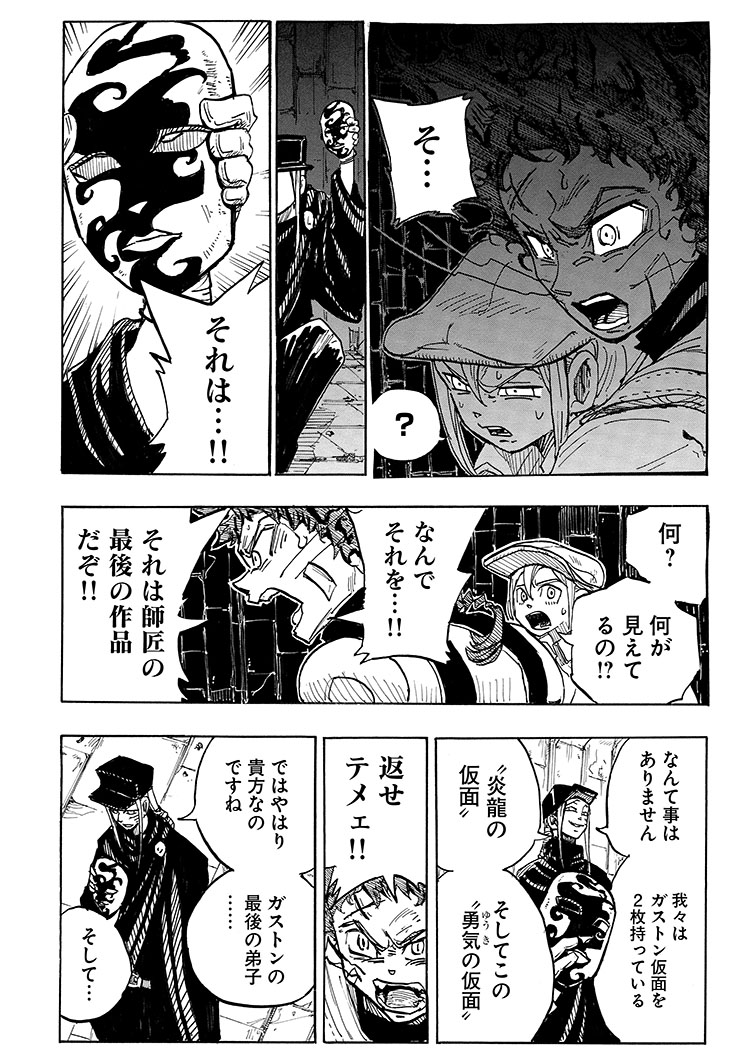 そ…
?
それは…!!
何?
何が
見えて
るの!?
なんで
それを…!!
それは師匠の
最後の作品
だぞ!!
なんて事は
ありません
我々は
ガストン仮面を
2枚持っている
〝炎龍の
仮面〟
そしてこの
〝勇気の仮面〟
ゆうき
返せ
テメェ!!
ではやはり
貴方なの
ですね
ガストンの
最後の弟子
……
そして…